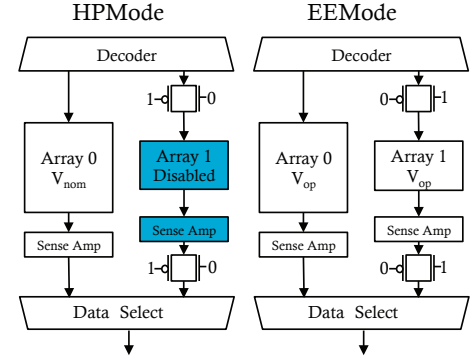 HPMode EEMode
Decoder Decoder
1 0 0 1
Array 0 Array 1 Array 0 Array 1
Vnom Disabled Vop Vop
Sense Amp Sense Amp Sense Amp Sense Amp
1 0 0 1
Data Select Data Select